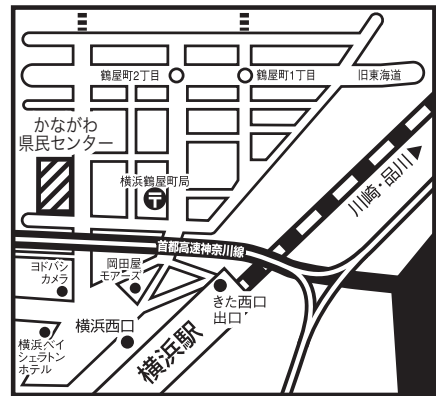 鶴屋町2丁目
鶴屋町1丁目
旧東海道
かながわ
県民センター
横浜鶴屋町局
〒
川崎・品川
首都高速神奈川線
ヨドバシ
カメラ
岡田屋
モアーズ
きた西口
出口
横浜西口
横浜駅
横浜ベイ
シェラトン
ホテル